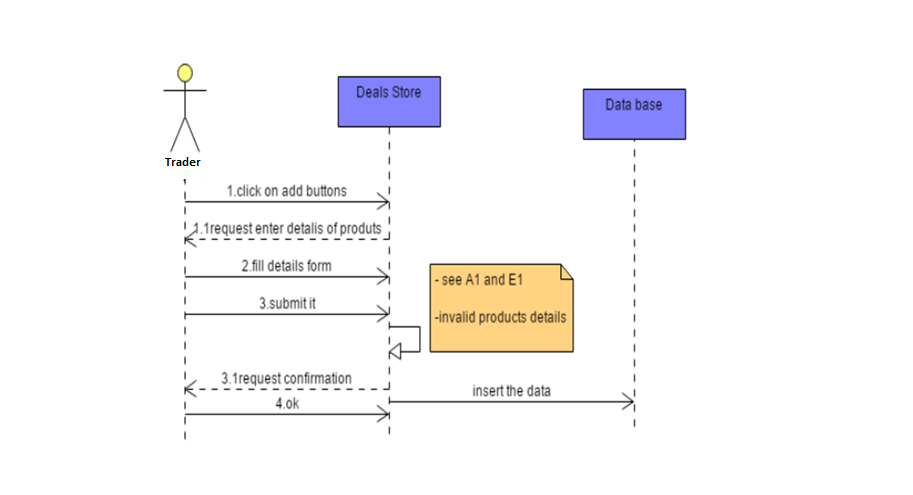 Deals Store
Data base
Trader
1.click on add buttons
1.1request enter detalis of produts
2.fill details form
- see A1 and E1
3.submit it
-invalid products details
3.1request confirmation
insert the data
4.ok